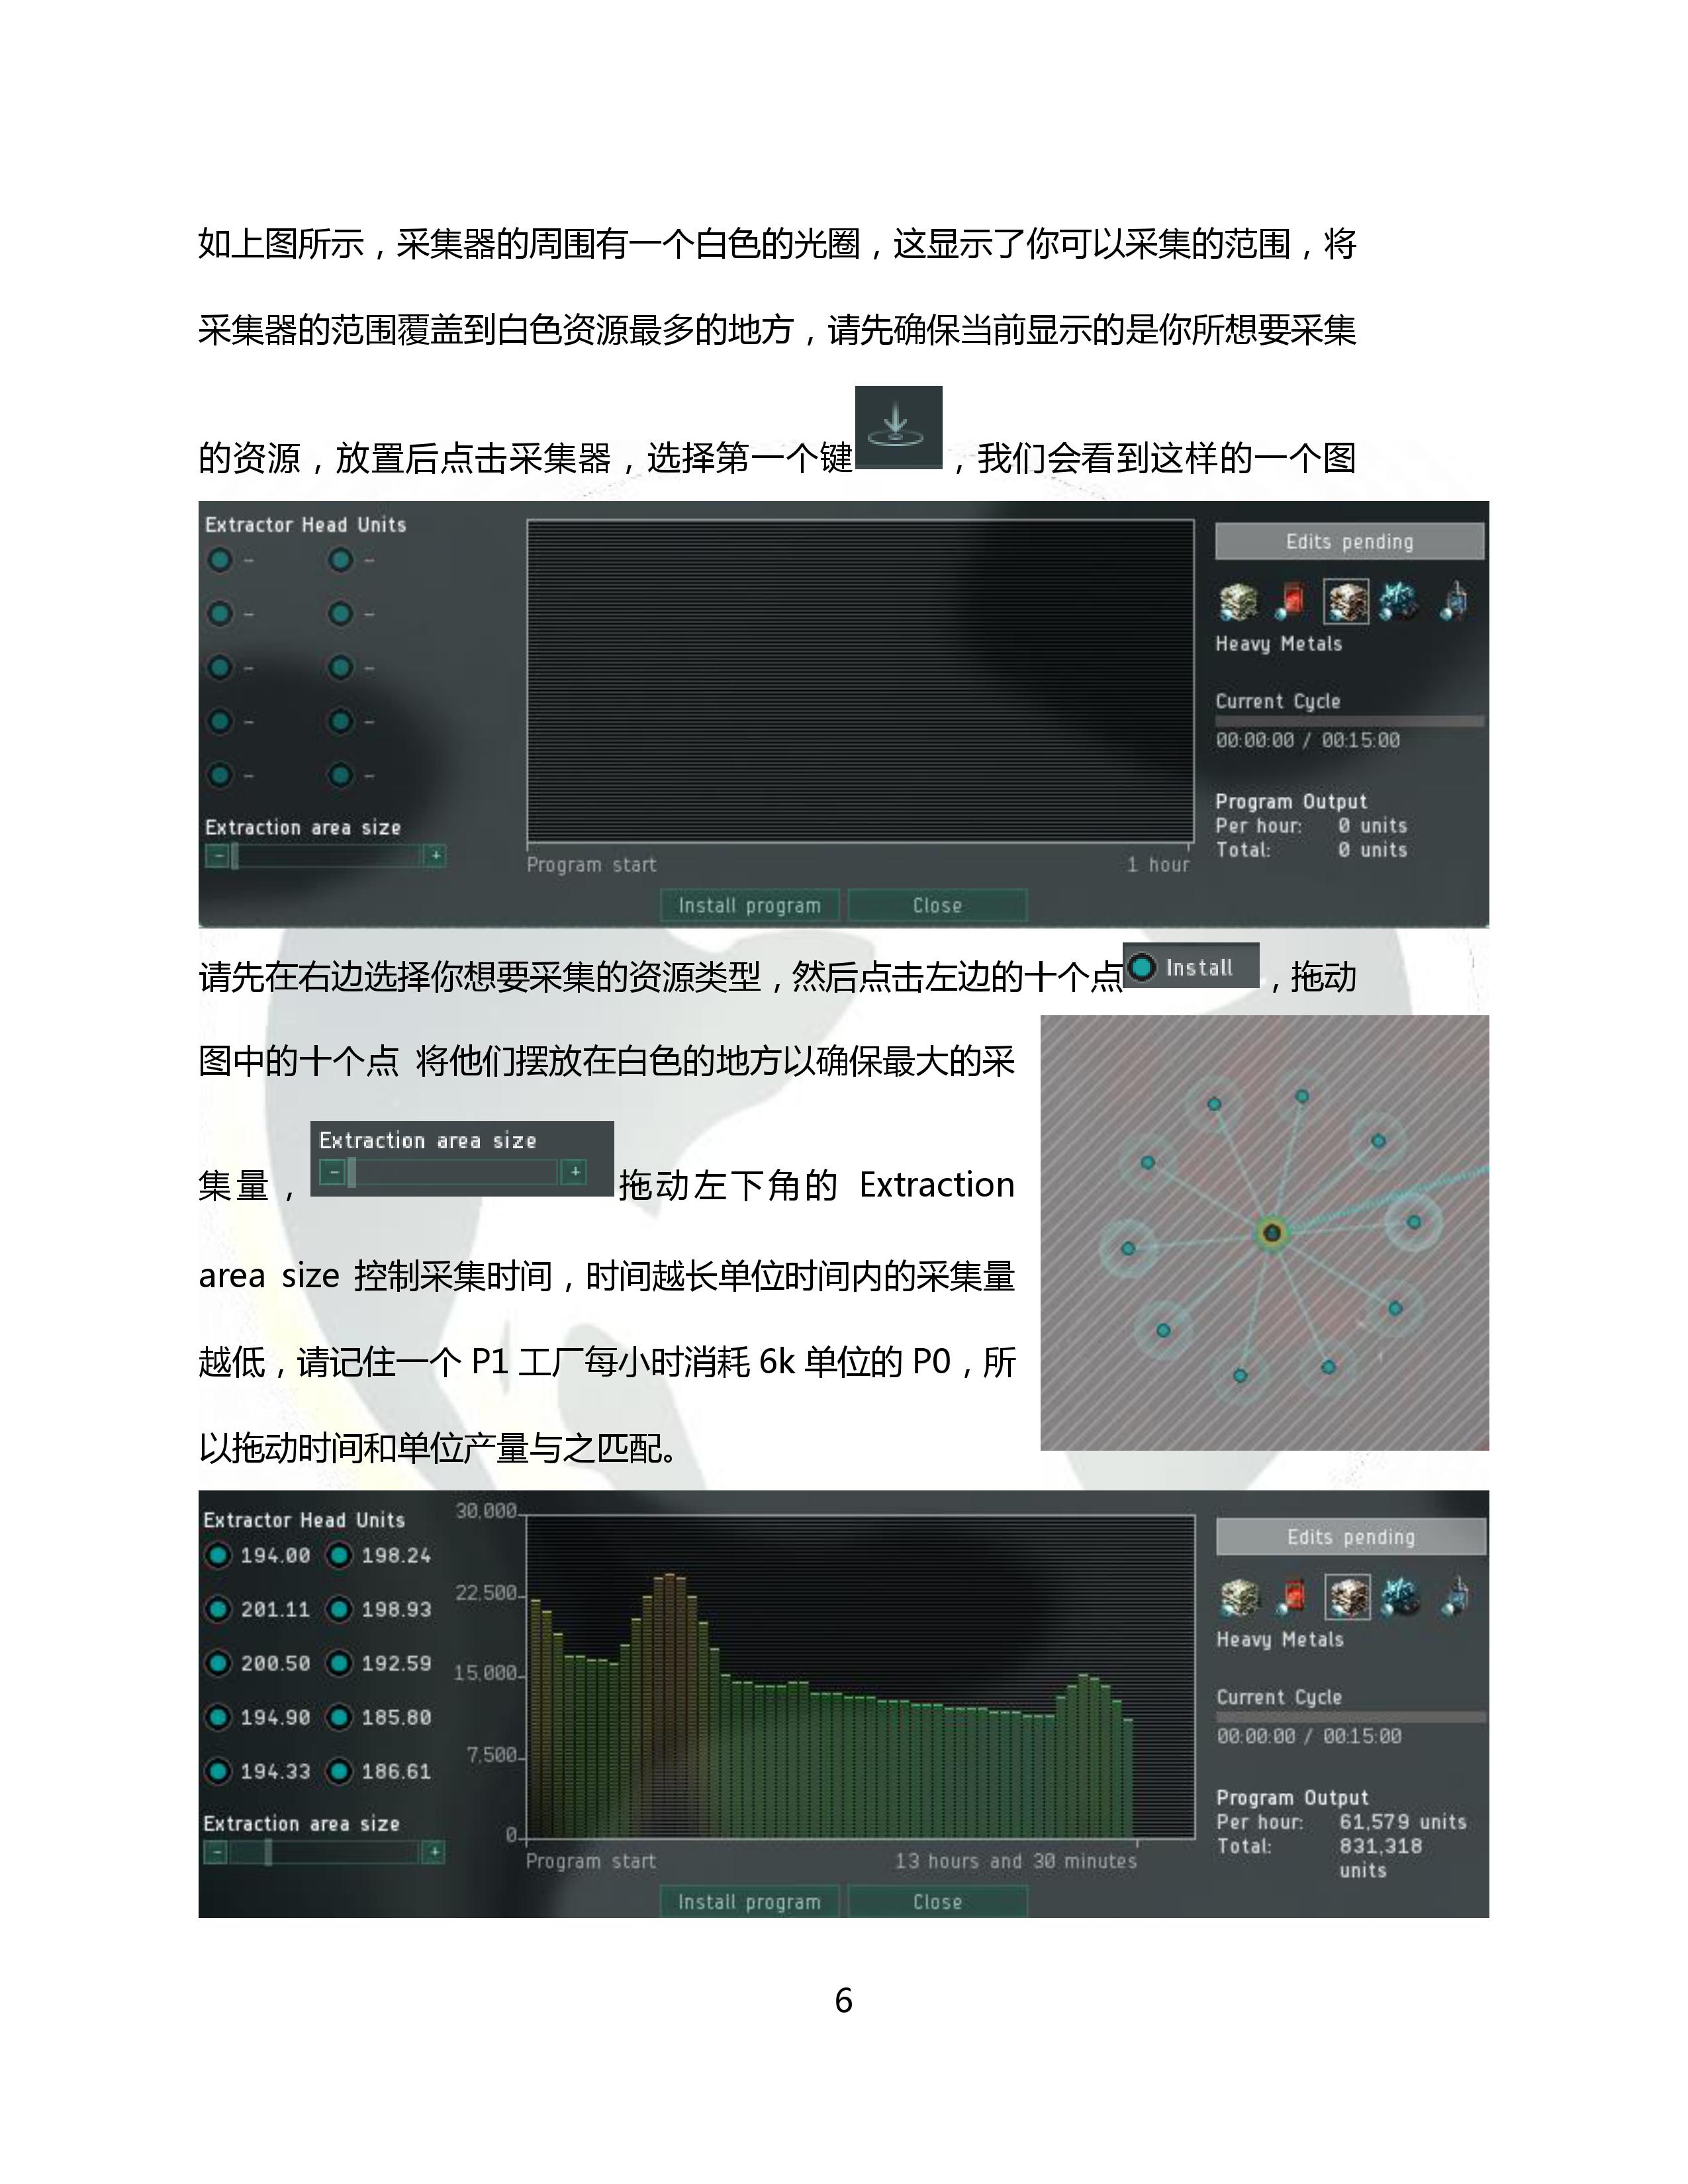 如上图所示，采集器的周围有一个白色的光圈，这显示了你可以采集的范围，将
采集器的范围覆盖到白色资源最多的地方，请先确保当前显示的是你所想要采集
的资源，放置后点击采集器，选择第一个键，我们会看到这样的一个图
Extractor Head Units
-
-
-
-
-
-
-
-
-
-
Extraction area size
- +
Program start
1 hour
Install program
Close
Edits pending
Heavy Metals
Current Cycle
00:00:00 / 00:15:00
Program Output
Per hour: 0 units
Total: 0 units
请先在右边选择你想要采集的资源类型，然后点击左边的十个点 Install，拖动
图中的十个点 将他们摆放在白色的地方以确保最大的采
Extraction area size
- +
集量，拖动左下角的 Extraction
area size 控制采集时间，时间越长单位时间内的采集量
越低，请记住一个 P1 工厂每小时消耗 6k 单位的 P0，所
以拖动时间和单位产量与之匹配。
Extractor Head Units
194.00 198.24
201.11 198.93
200.50 192.59
194.90 185.80
194.33 186.61
Extraction area size
- +
30,000
22,500
15,000
7,500
0
Program start
13 hours and 30 minutes
Install program
Close
Edits pending
Heavy Metals
Current Cycle
00:00:00 / 00:15:00
Program Output
Per hour: 61,579 units
Total: 831,318
units
6